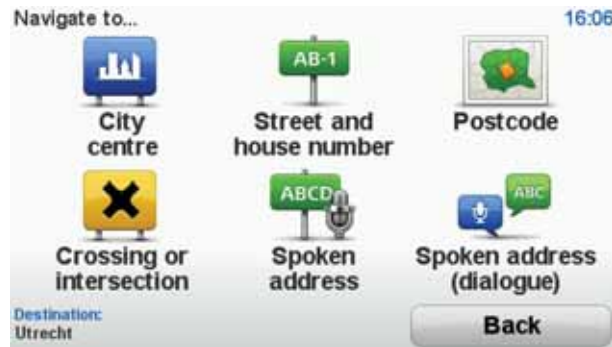 Navigate to...
16:06
AB-1
City
centre
Street and
house number
Postcode
ABCD
ABC
Crossing or
intersection
Spoken
address
Spoken address
(dialogue)
Destination:
Utrecht
Back